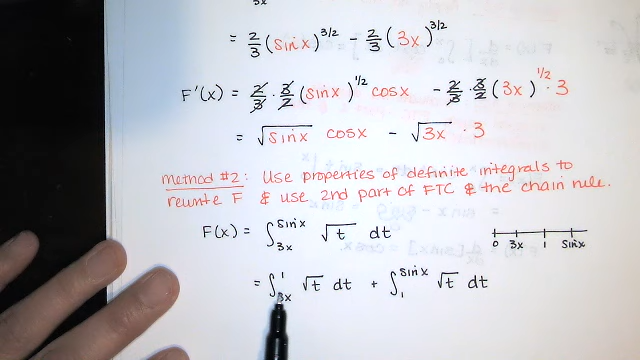 3x
= 2/3 (sin x)^3/2 − 2/3 (3x)^3/2
F'(x) = 2/3 · 3/2 (sin x)^1/2 cos x − 2/3 · 3/2 (3x)^1/2 · 3
= √sin x cos x − √3x · 3
Method #2: Use properties of definite integrals to
rewrite F & use 2nd part of FTC & the chain rule.
F(x) = ∫_3x^sin x √t dt
0 3x 1 sin x
= ∫_3x^1 √t dt + ∫_1^sin x √t dt